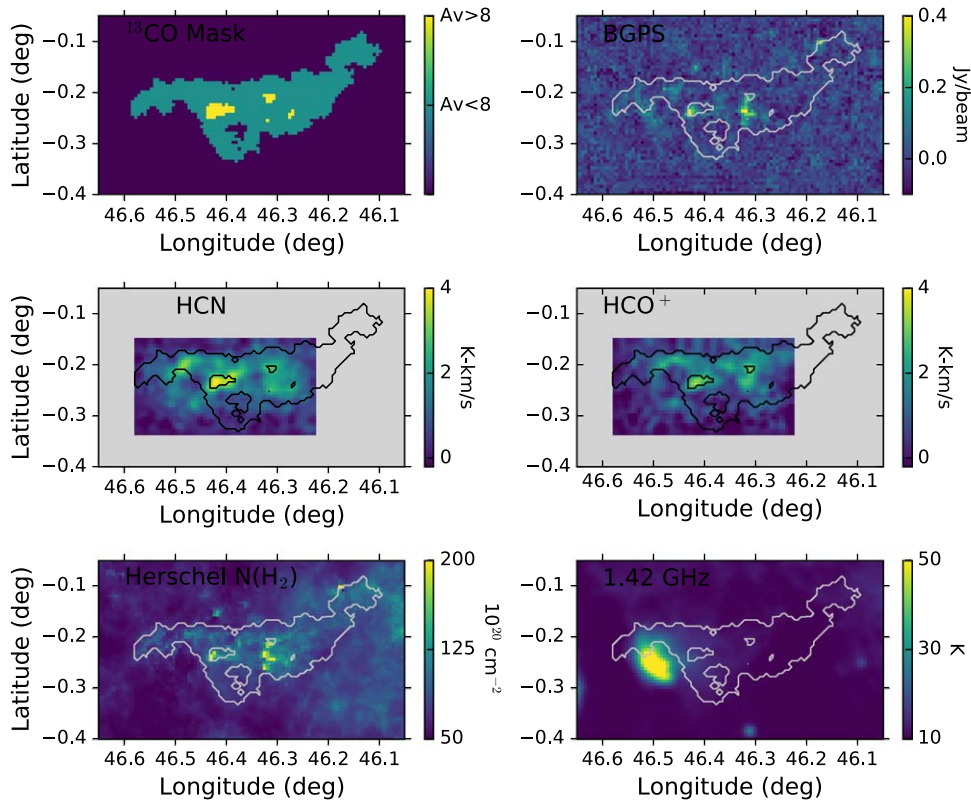 ¹³CO Mask
Av>8
Av<8
Latitude (deg)
−0.1
−0.2
−0.3
−0.4
46.6 46.5 46.4 46.3 46.2 46.1
Longitude (deg)
BGPS
0.4
0.2
0.0
Jy/beam
−0.1
−0.2
−0.3
−0.4
46.6 46.5 46.4 46.3 46.2 46.1
Longitude (deg)
HCN
4
2
0
K-km/s
Latitude (deg)
−0.1
−0.2
−0.3
−0.4
46.6 46.5 46.4 46.3 46.2 46.1
Longitude (deg)
HCO⁺
4
2
0
K-km/s
−0.1
−0.2
−0.3
−0.4
46.6 46.5 46.4 46.3 46.2 46.1
Longitude (deg)
Herschel N(H₂)
200
125
50
10²⁰ cm⁻²
Latitude (deg)
−0.1
−0.2
−0.3
−0.4
46.6 46.5 46.4 46.3 46.2 46.1
Longitude (deg)
1.42 GHz
50
30
10
K
−0.1
−0.2
−0.3
−0.4
46.6 46.5 46.4 46.3 46.2 46.1
Longitude (deg)